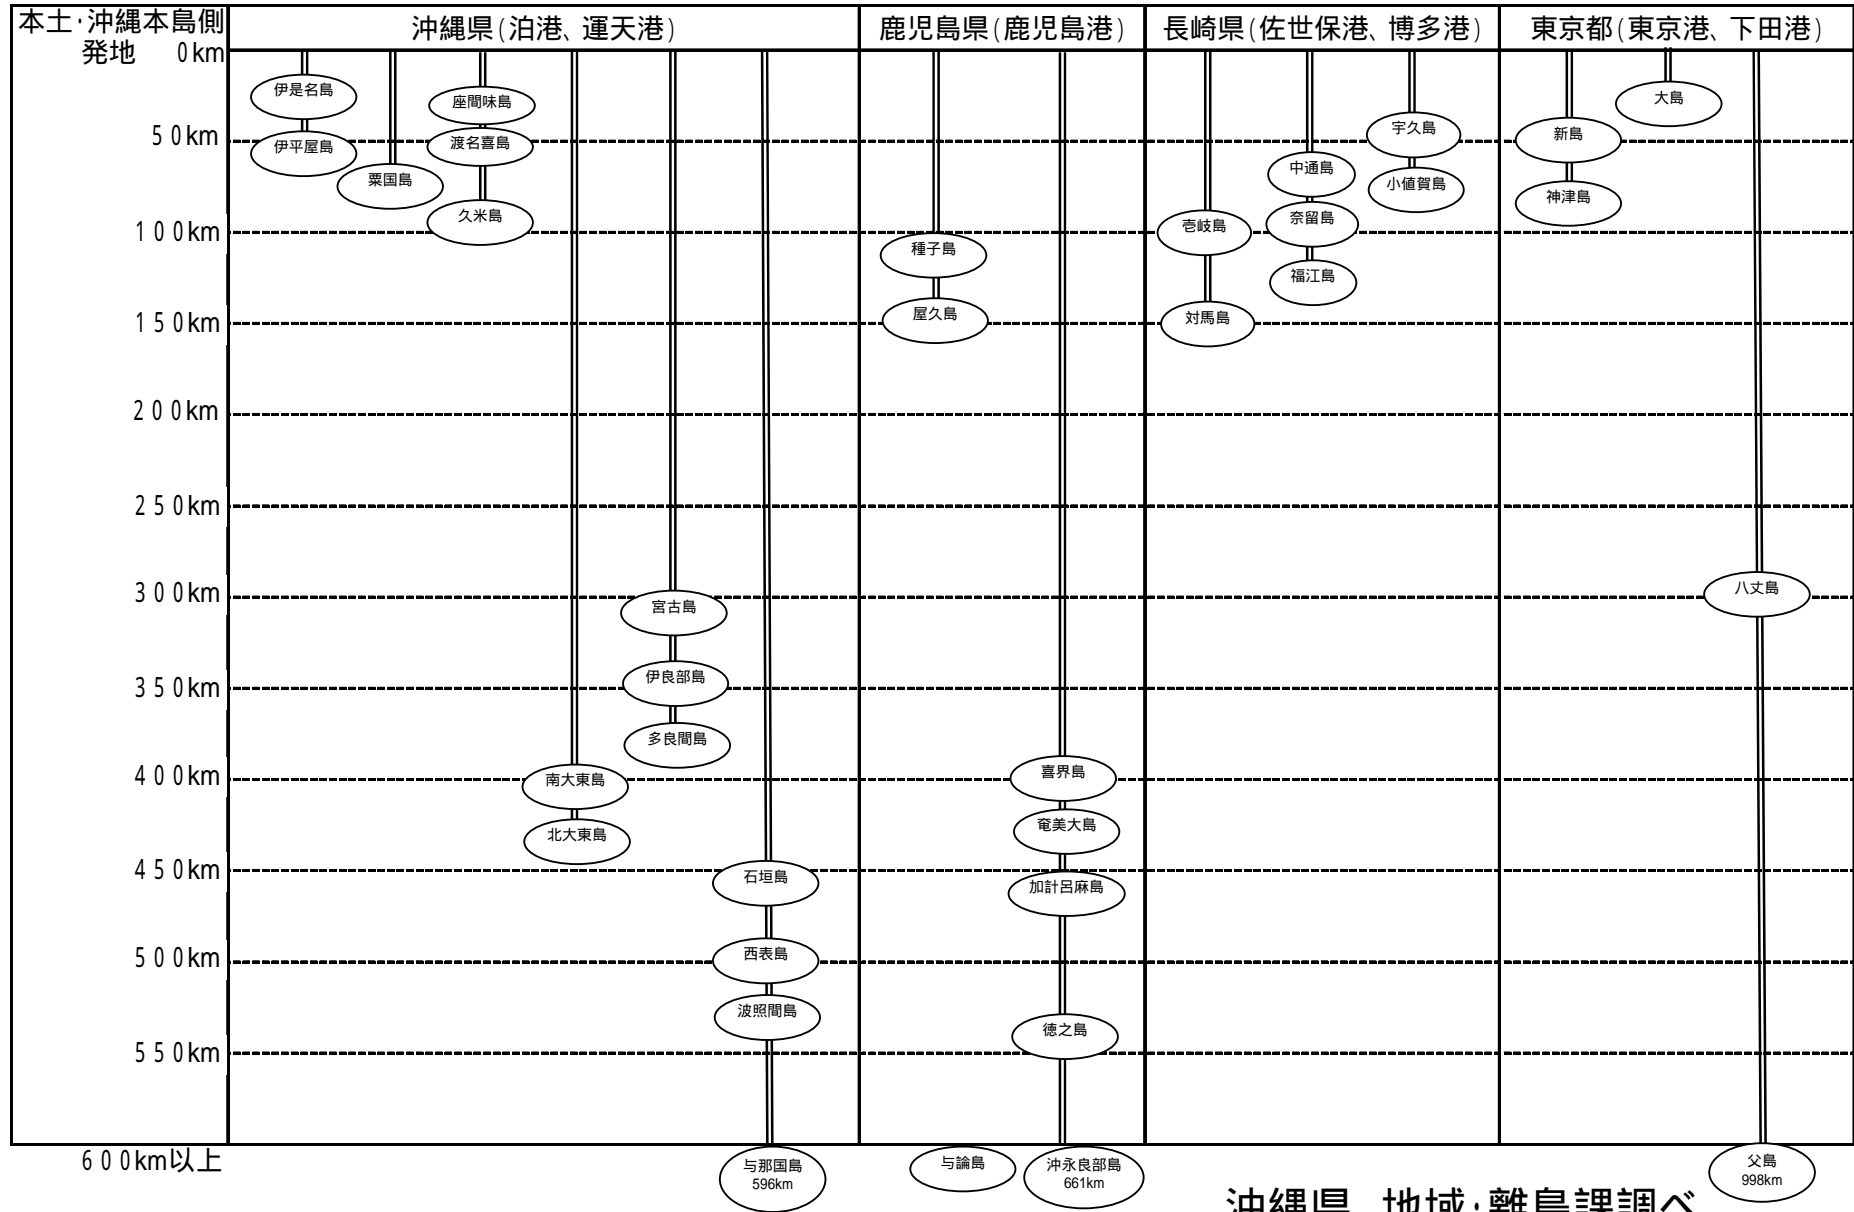 本土・沖縄本島側
発地 0km
沖縄県(泊港、運天港)
鹿児島県(鹿児島港)
長崎県(佐世保港、博多港)
東京都(東京港、下田港)
50km
100km
150km
200km
250km
300km
350km
400km
450km
500km
550km
600km以上
伊是名島
伊平屋島
粟国島
座間味島
渡名喜島
久米島
南大東島
北大東島
宮古島
伊良部島
多良間島
石垣島
西表島
波照間島
与那国島
596km
種子島
屋久島
喜界島
奄美大島
加計呂麻島
徳之島
与論島
沖永良部島
661km
壱岐島
対馬島
中通島
奈留島
福江島
宇久島
小値賀島
新島
神津島
大島
八丈島
父島
998km
沖縄県 地域・離島課調べ